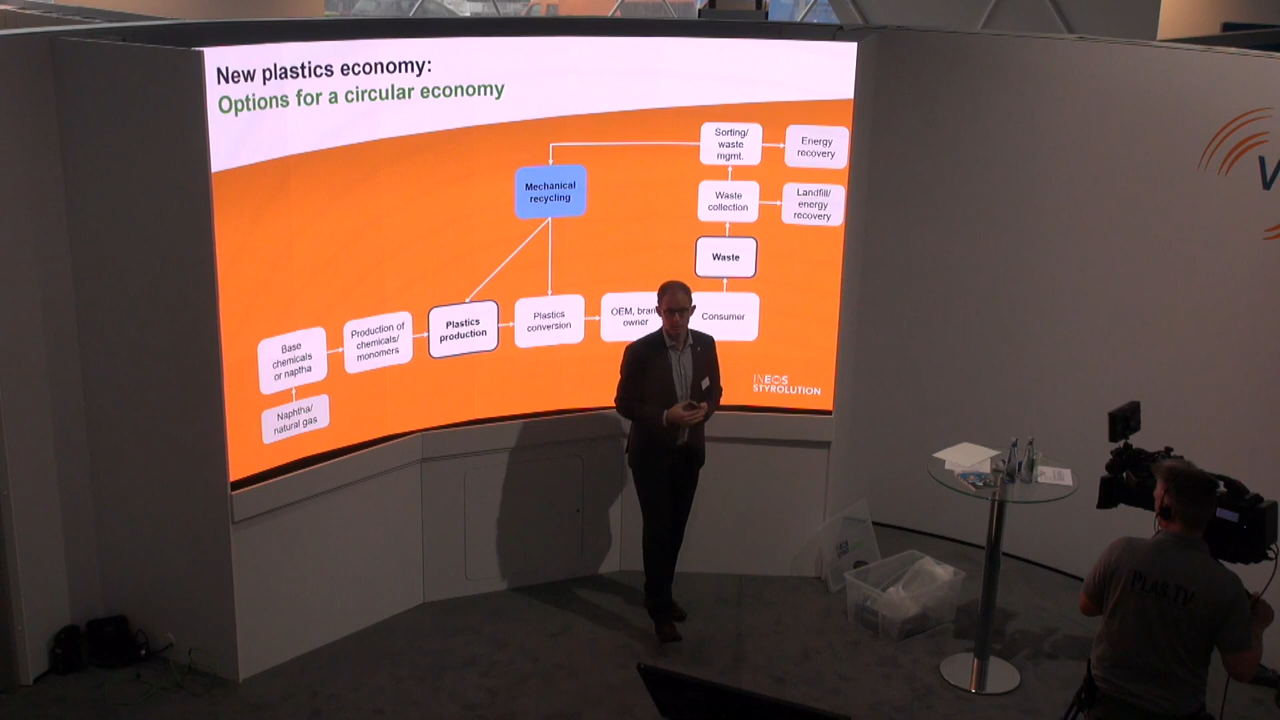 New plastics economy:
Options for a circular economy
Sorting/
waste
mgmt.
Energy
recovery
Mechanical
recycling
Waste
collection
Landfill/
energy
recovery
Waste
Base
chemicals
or naptha
Production of
chemicals/
monomers
Plastics
production
Plastics
conversion
OEM, bran
owner
Consumer
Naphtha/
natural gas
INEOS
STYROLUTION
PLAS.TV